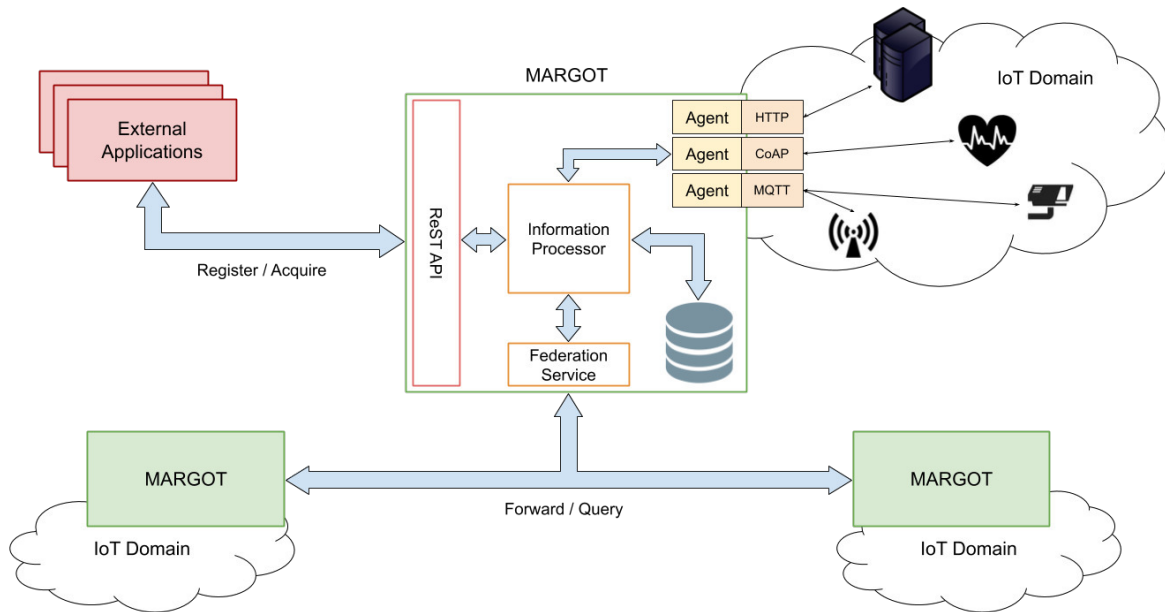 MARGOT
IoT Domain
External
Applications
Agent
HTTP
Agent
CoAP
Agent
MQTT
ReST API
Information
Processor
Register / Acquire
Federation
Service
MARGOT
MARGOT
Forward / Query
IoT Domain
IoT Domain